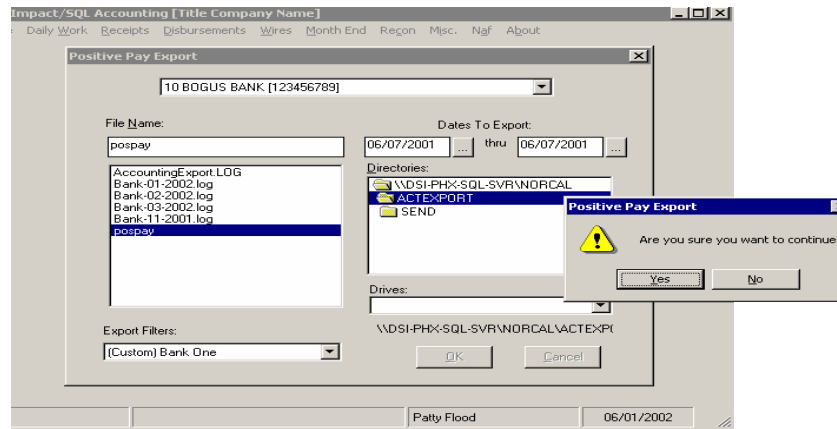 Impact/SQL Accounting [Title Company Name]
Daily Work Receipts Disbursements Wires Month End Recon Misc. Naf About
Positive Pay Export
10 BOGUS BANK [123456789]
File Name:
Dates To Export:
pospay
06/07/2001 ... thru 06/07/2001 ...
Directories:
AccountingExport.LOG
Bank-01-2002.log
Bank-02-2002.log
Bank-03-2002.log
Bank-11-2001.log
pospay
\\DSI-PHX-SQL-SVR\NORCAL
ACTEXPORT
SEND
Positive Pay Export
Are you sure you want to continue
Yes No
Drives:
\\DSI-PHX-SQL-SVR\NORCAL\ACTEXP(
Export Filters:
(Custom) Bank One
OK Cancel
Patty Flood 06/01/2002